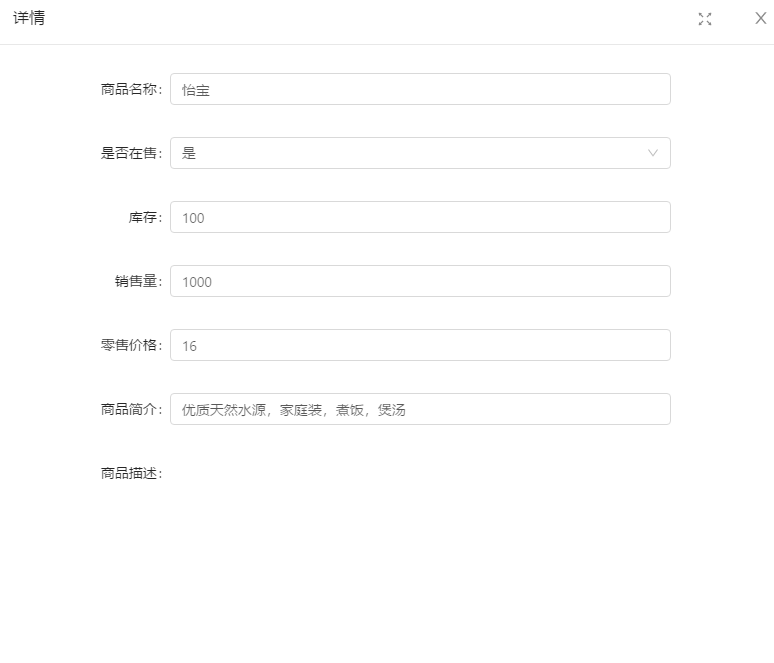 详情
商品名称: 怡宝
是否在售: 是
库存: 100
销售量: 1000
零售价格: 16
商品简介: 优质天然水源，家庭装，煮饭，煲汤
商品描述: